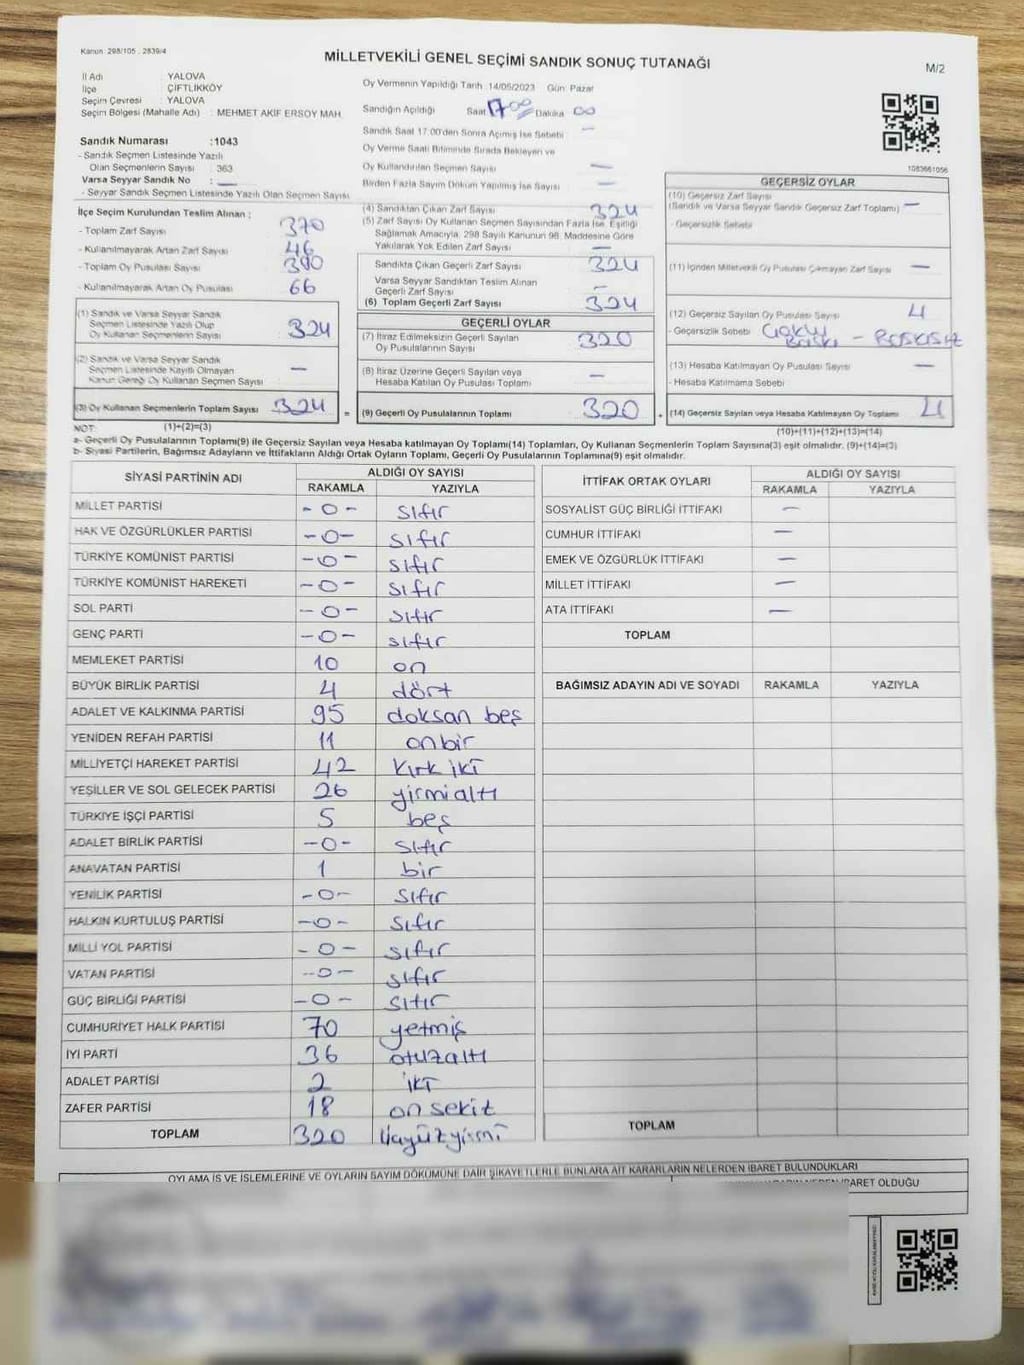 Kanun: 298/105 , 2839/4
MİLLETVEKİLİ GENEL SEÇİMİ SANDIK SONUÇ TUTANAĞI
M/2
İl Adı : YALOVA
İlçe : ÇİFTLİKKÖY
Seçim Çevresi : YALOVA
Seçim Bölgesi (Mahalle Adı) : MEHMET AKİF ERSOY MAH.
Sandık Numarası :1043
- Sandık Seçmen Listesinde Yazılı
Olan Seçmenlerin Sayısı : 363
Varsa Seyyar Sandık No : —
- Seyyar Sandık Seçmen Listesinde Yazılı Olan Seçmen Sayısı
Oy Vermenin Yapıldığı Tarih :14/05/2023 Gün: Pazar
Sandığın Açıldığı Saat 17:00 Dakika 00
Sandık Saat 17:00'den Sonra Açılmış İse Sebebi —
Oy Verme Saati Bitiminde Sırada Bekleyen ve
Oy Kullandırılan Seçmen Sayısı —
Birden Fazla Sayım Döküm Yapılmış İse Sayısı —
1083661056
İlçe Seçim Kurulundan Teslim Alınan :
- Toplam Zarf Sayısı : 370
- Kullanılmayarak Artan Zarf Sayısı : 46
- Toplam Oy Pusulası Sayısı : 390
- Kullanılmayarak Artan Oy Pusulası : 66
(1) Sandık ve Varsa Seyyar Sandık
Seçmen Listesinde Yazılı Olup
Oy Kullanan Seçmenlerin Sayısı 324
(2) Sandık ve Varsa Seyyar Sandık
Seçmen Listesinde Kayıtlı Olmayan
Kanun Gereği Oy Kullanan Seçmen Sayısı —
(3) Oy Kullanan Seçmenlerin Toplam Sayısı 324
(1)+(2)=(3)
(4) Sandıktan Çıkan Zarf Sayısı 324
(5) Zarf Sayısı Oy Kullanan Seçmen Sayısından Fazla İse, Eşitliği
Sağlamak Amacıyla, 298 Sayılı Kanunun 98. Maddesine Göre
Yakılarak Yok Edilen Zarf Sayısı —
Sandıkta Çıkan Geçerli Zarf Sayısı 324
Varsa Seyyar Sandıktan Teslim Alınan
Geçerli Zarf Sayısı —
(6) Toplam Geçerli Zarf Sayısı 324
GEÇERLİ OYLAR
(7) İtiraz Edilmeksizin Geçerli Sayılan
Oy Pusulalarının Sayısı 320
(8) İtiraz Üzerine Geçerli Sayılan veya
Hesaba Katılan Oy Pusulası Toplamı —
= (9) Geçerli Oy Pusulalarının Toplamı 320
GEÇERSİZ OYLAR
(10) Geçersiz Zarf Sayısı
(Sandık ve Varsa Seyyar Sandık Geçersiz Zarf Toplamı) —
- Geçersizlik Sebebi
(11) İçinden Milletvekili Oy Pusulası Çıkmayan Zarf Sayısı —
(12) Geçersiz Sayılan Oy Pusulası Sayısı 4
- Geçersizlik Sebebi Baskı - Baskısız
(13) Hesaba Katılmayan Oy Pusulası Sayısı —
- Hesaba Katılmama Sebebi
+ (14) Geçersiz Sayılan veya Hesaba Katılmayan Oy Toplamı 4
(10)+(11)+(12)+(13)=(14)
NOT:
a- Geçerli Oy Pusulalarının Toplamı(9) ile Geçersiz Sayılan veya Hesaba katılmayan Oy Toplamı(14) Toplamları, Oy Kullanan Seçmenlerin Toplam Sayısına(3) eşit olmalıdır. (9)+(14)=(3)
b- Siyasi Partilerin, Bağımsız Adayların ve İttifakların Aldığı Ortak Oyların Toplamı, Geçerli Oy Pusulalarının Toplamına(9) eşit olmalıdır.
SİYASİ PARTİNİN ADI ALDIĞI OY SAYISI
RAKAMLA YAZIYLA
MİLLET PARTİSİ -0- sıfır
HAK VE ÖZGÜRLÜKLER PARTİSİ -0- sıfır
TÜRKİYE KOMÜNİST PARTİSİ -0- sıfır
TÜRKİYE KOMÜNİST HAREKETİ -0- sıfır
SOL PARTİ -0- sıfır
GENÇ PARTİ -0- sıfır
MEMLEKET PARTİSİ 10 on
BÜYÜK BİRLİK PARTİSİ 4 dört
ADALET VE KALKINMA PARTİSİ 95 doksan beş
YENİDEN REFAH PARTİSİ 11 onbir
MİLLİYETÇİ HAREKET PARTİSİ 42 kırk iki
YEŞİLLER VE SOL GELECEK PARTİSİ 26 yirmialtı
TÜRKİYE İŞÇİ PARTİSİ 5 beş
ADALET BİRLİK PARTİSİ -0- sıfır
ANAVATAN PARTİSİ 1 bir
YENİLİK PARTİSİ -0- sıfır
HALKIN KURTULUŞ PARTİSİ -0- sıfır
MİLLİ YOL PARTİSİ -0- sıfır
VATAN PARTİSİ -0- sıfır
GÜÇ BİRLİĞİ PARTİSİ -0- sıfır
CUMHURİYET HALK PARTİSİ 70 yetmiş
İYİ PARTİ 36 otuzaltı
ADALET PARTİSİ 2 iki
ZAFER PARTİSİ 18 on sekiz
TOPLAM 320 üçyüzyirmi
İTTİFAK ORTAK OYLARI ALDIĞI OY SAYISI
RAKAMLA YAZIYLA
SOSYALİST GÜÇ BİRLİĞİ İTTİFAKI —
CUMHUR İTTİFAKI —
EMEK VE ÖZGÜRLÜK İTTİFAKI —
MİLLET İTTİFAKI —
ATA İTTİFAKI —
TOPLAM
BAĞIMSIZ ADAYIN ADI VE SOYADI RAKAMLA YAZIYLA
TOPLAM
OYLAMA İŞ VE İŞLEMLERİNE VE OYLARIN SAYIM DÖKÜMÜNE DAİR ŞİKAYETLERLE BUNLARA AİT KARARLARIN NELERDEN İBARET BULUNDUKLARI
İBARET OLDUĞU